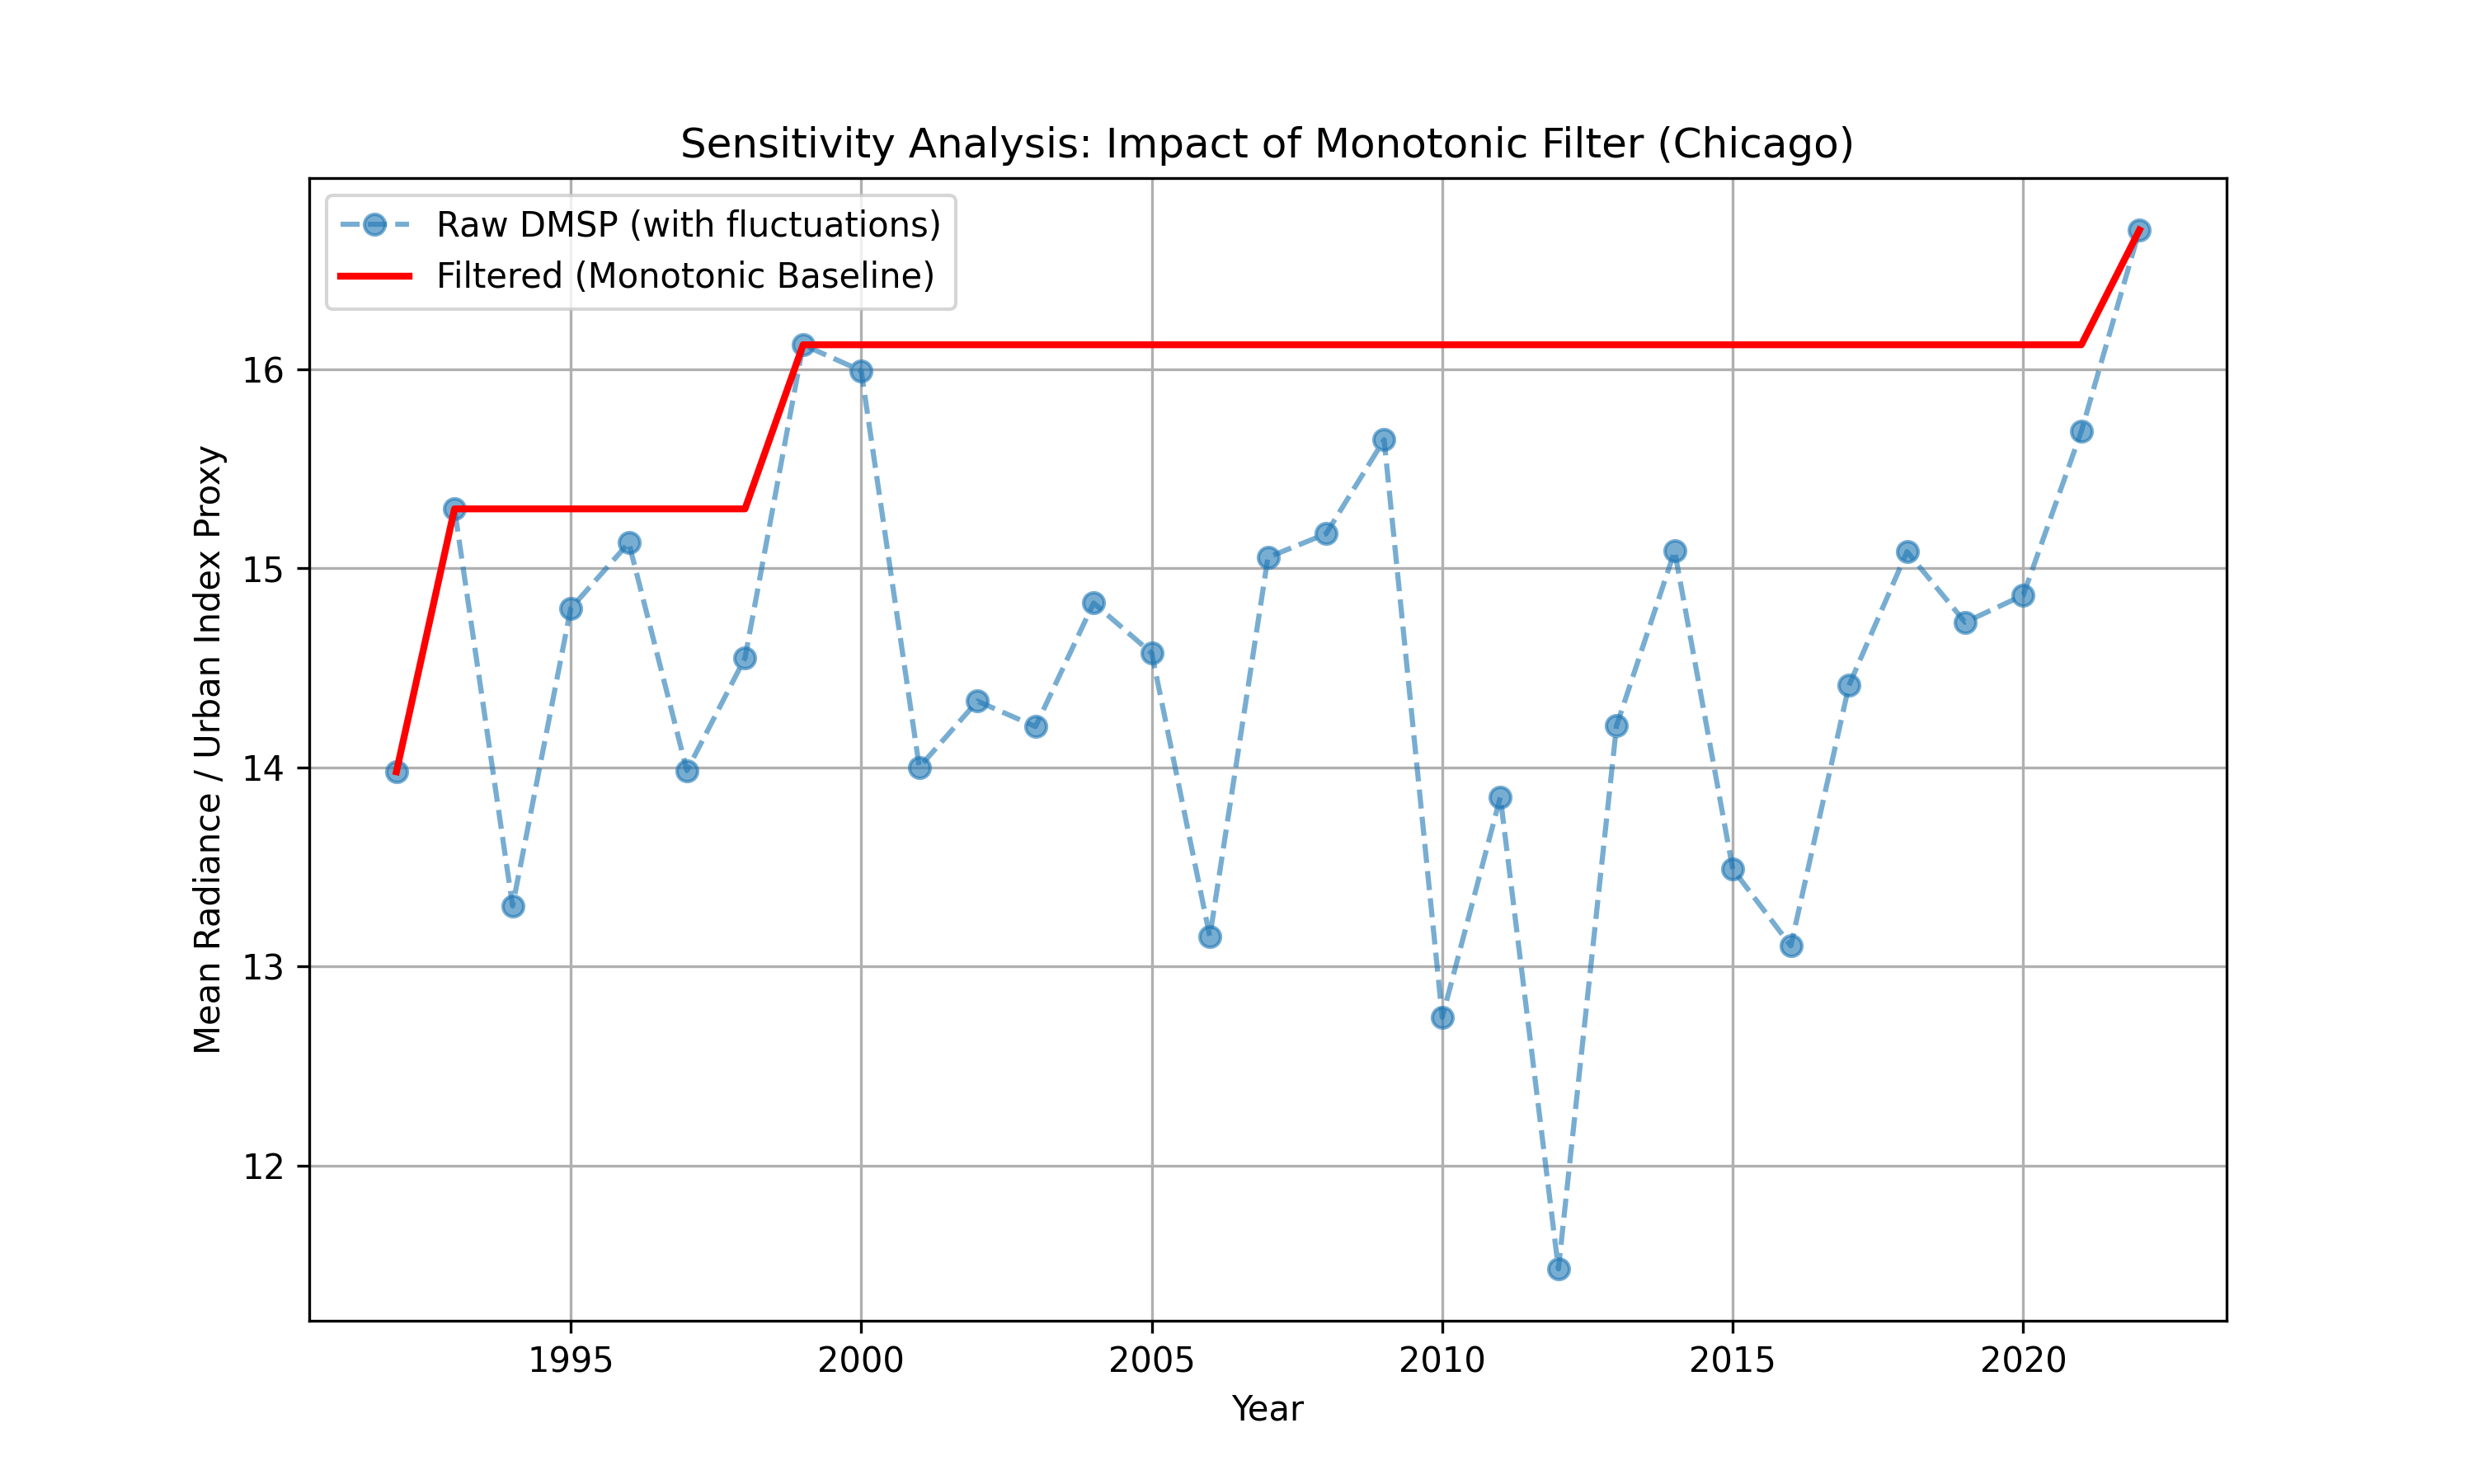 Sensitivity Analysis: Impact of Monotonic Filter (Chicago)
Raw DMSP (with fluctuations)
Filtered (Monotonic Baseline)
Mean Radiance / Urban Index Proxy
16
15
14
13
12
1995 2000 2005 2010 2015 2020
Year